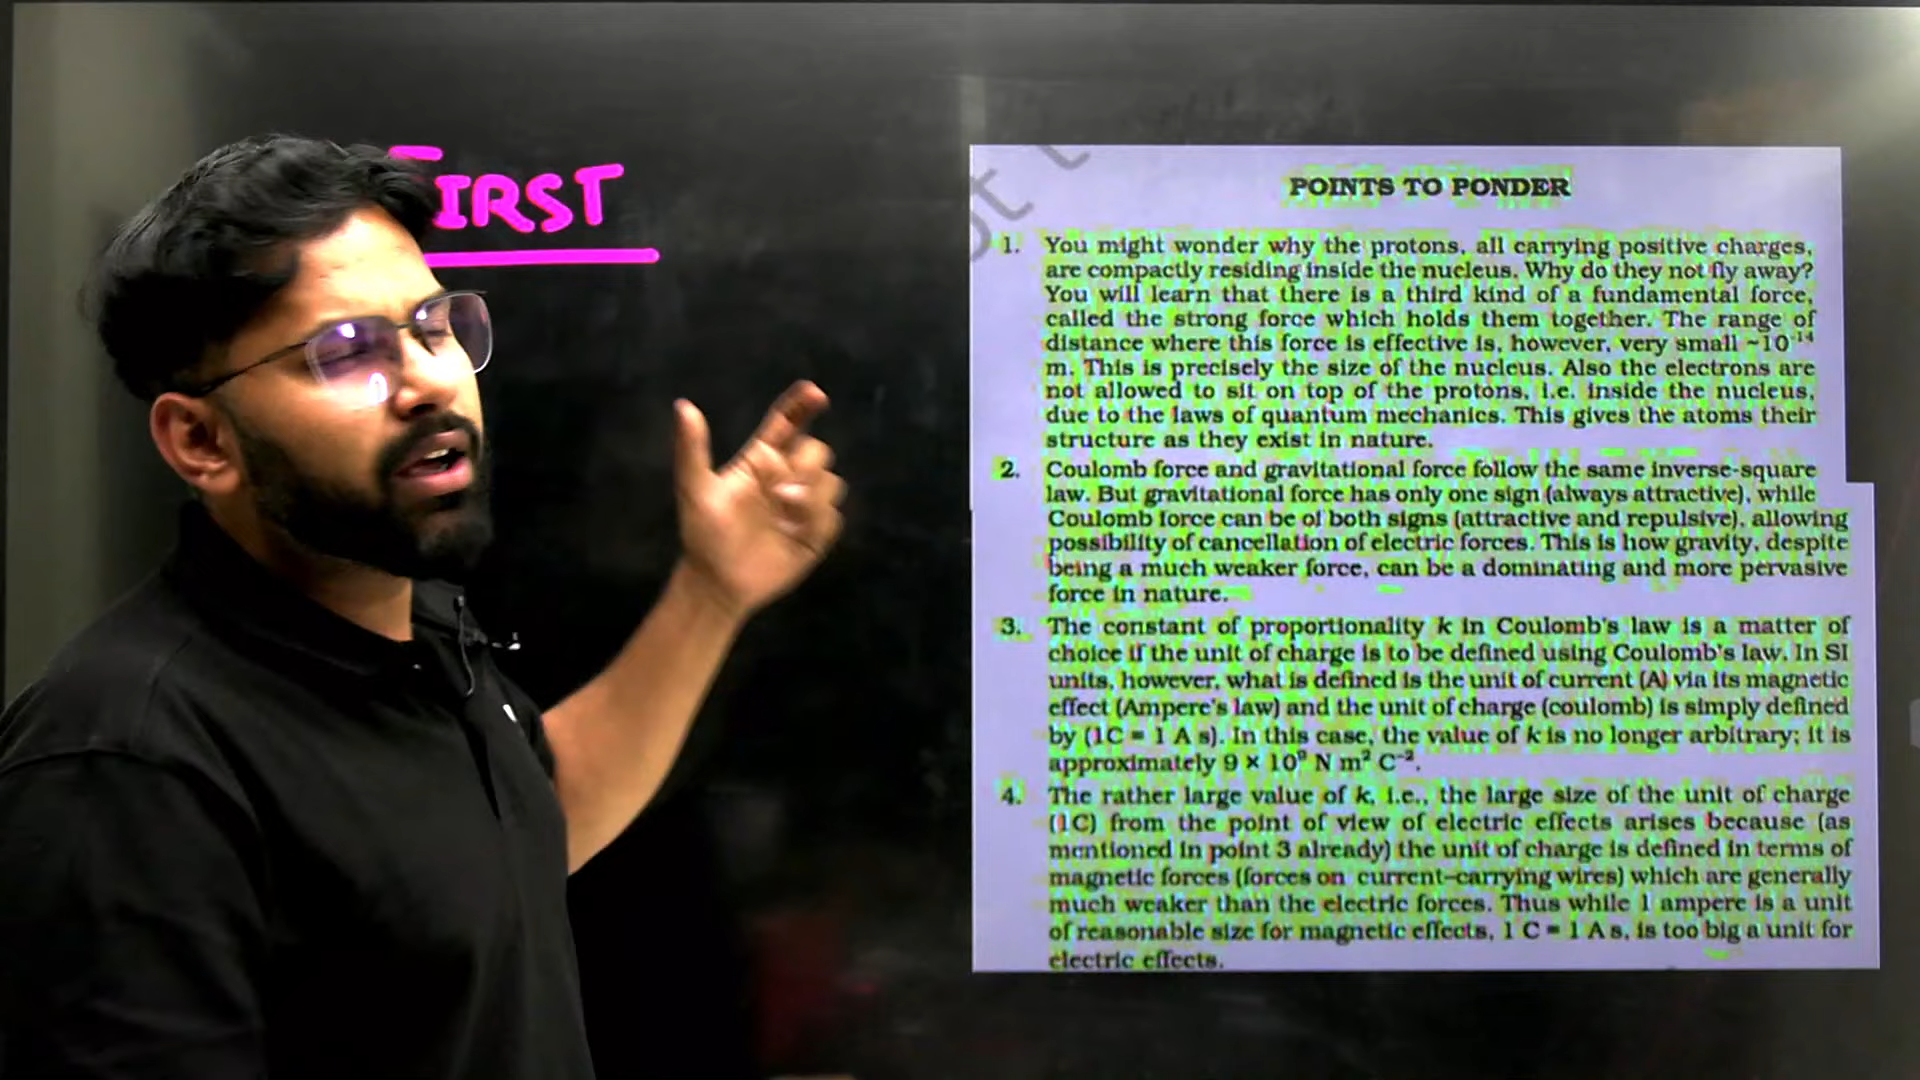 FIRST
POINTS TO PONDER
1. You might wonder why the protons, all carrying positive charges,
are compactly residing inside the nucleus. Why do they not fly away?
You will learn that there is a third kind of a fundamental force,
called the strong force which holds them together. The range of
distance where this force is effective is, however, very small ~10⁻¹⁴
m. This is precisely the size of the nucleus. Also the electrons are
not allowed to sit on top of the protons, i.e. inside the nucleus,
due to the laws of quantum mechanics. This gives the atoms their
structure as they exist in nature.
2. Coulomb force and gravitational force follow the same inverse-square
law. But gravitational force has only one sign (always attractive), while
Coulomb force can be of both signs (attractive and repulsive), allowing
possibility of cancellation of electric forces. This is how gravity, despite
being a much weaker force, can be a dominating and more pervasive
force in nature.
3. The constant of proportionality k in Coulomb's law is a matter of
choice if the unit of charge is to be defined using Coulomb's law. In SI
units, however, what is defined is the unit of current (A) via its magnetic
effect (Ampere's law) and the unit of charge (coulomb) is simply defined
by (1C = 1 A s). In this case, the value of k is no longer arbitrary; it is
approximately 9 × 10⁹ N m² C⁻².
4. The rather large value of k, i.e., the large size of the unit of charge
(1C) from the point of view of electric effects arises because (as
mentioned in point 3 already) the unit of charge is defined in terms of
magnetic forces (forces on current–carrying wires) which are generally
much weaker than the electric forces. Thus while 1 ampere is a unit
of reasonable size for magnetic effects, 1 C = 1 A s, is too big a unit for
electric effects.